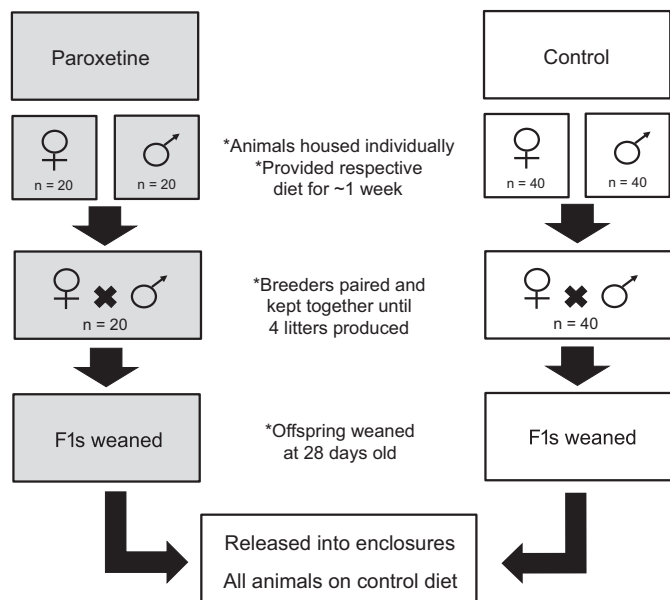 Paroxetine
Control
n = 20
n = 20
*Animals housed individually
*Provided respective
diet for ~1 week
n = 40
n = 40
n = 20
*Breeders paired and
kept together until
4 litters produced
n = 40
F1s weaned
*Offspring weaned
at 28 days old
F1s weaned
Released into enclosures
All animals on control diet